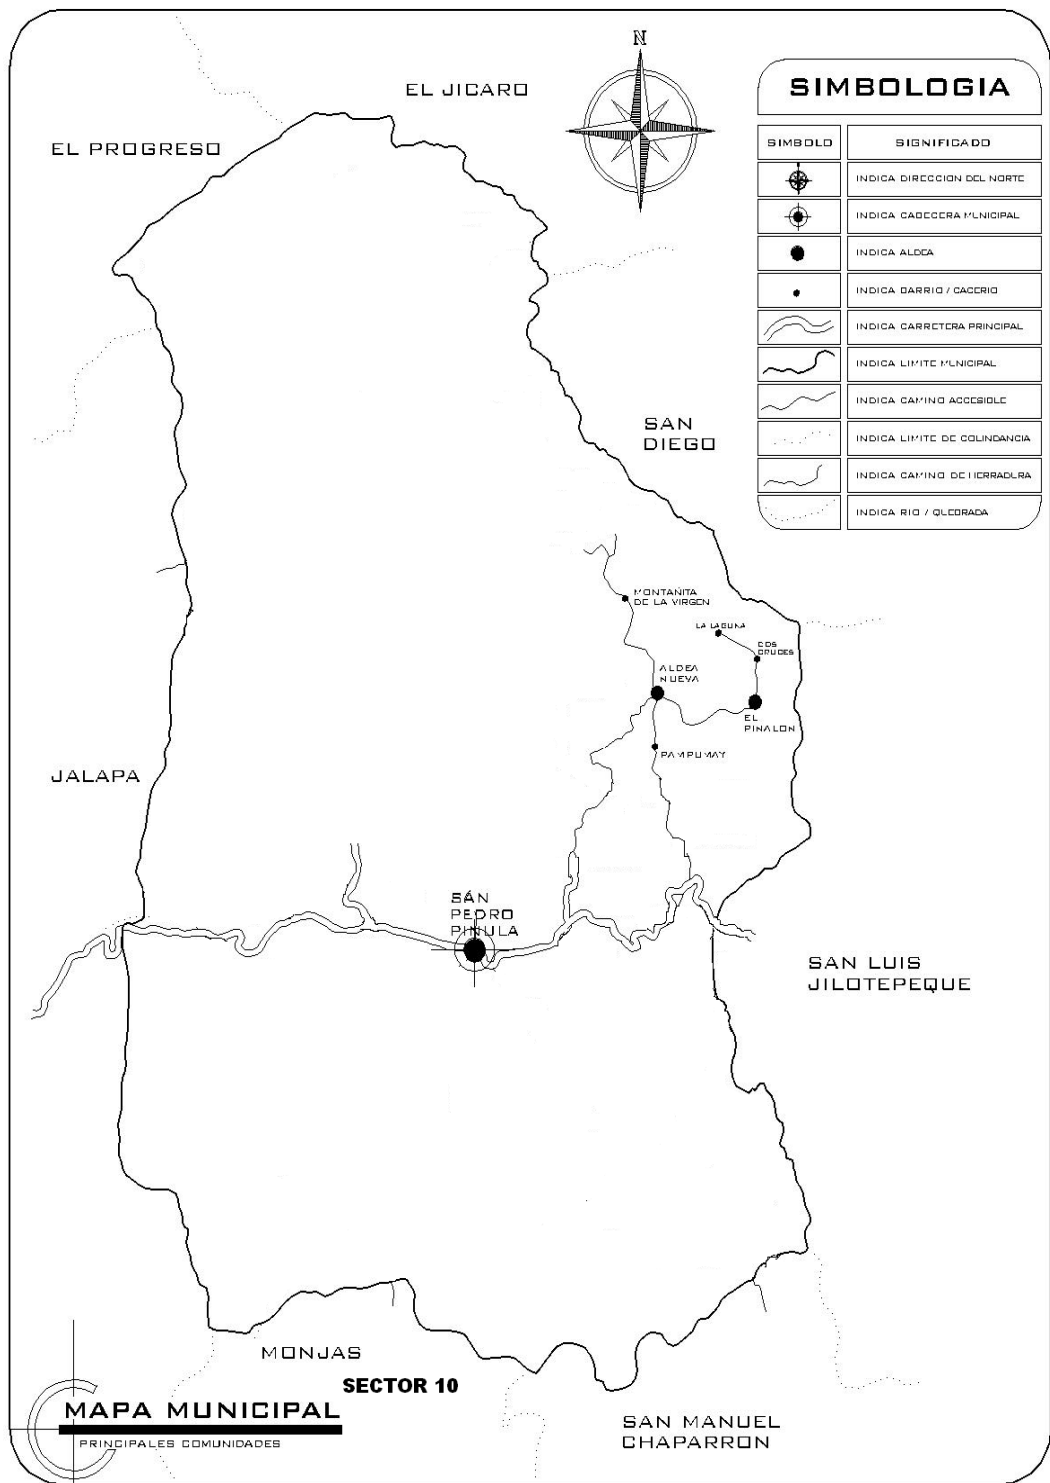 N
EL JICARO
EL PROGRESO
SIMBOLOGIA
SIMBOLO SIGNIFICADO
INDICA DIRECCION DEL NORTE
INDICA CABECERA MUNICIPAL
INDICA ALDEA
INDICA BARRIO / CACERIO
INDICA CARRETERA PRINCIPAL
INDICA LIMITE MUNICIPAL
INDICA CAMINO ACCESIBLE
INDICA LIMITE DE COLINDANCIA
INDICA CAMINO DE HERRADURA
INDICA RIO / QUEBRADA
SAN
DIEGO
MONTAÑITA
DE LA VIRGEN
LA LAGUNA
DOS
CRUCES
ALDEA
NUEVA
EL
PINALON
PAMPUMAY
JALAPA
SÁN
PEDRO
PINULA
SAN LUIS
JILOTEPEQUE
MONJAS
SECTOR 10
MAPA MUNICIPAL
PRINCIPALES COMUNIDADES
SAN MANUEL
CHAPARRON